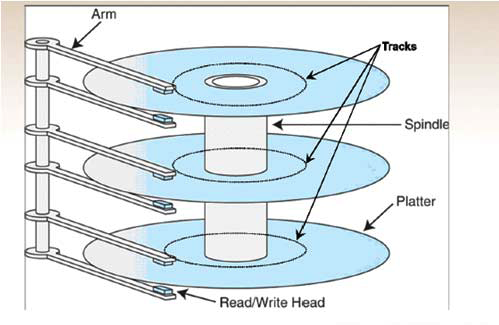 Arm
Tracks
Spindle
Platter
Read/Write Head